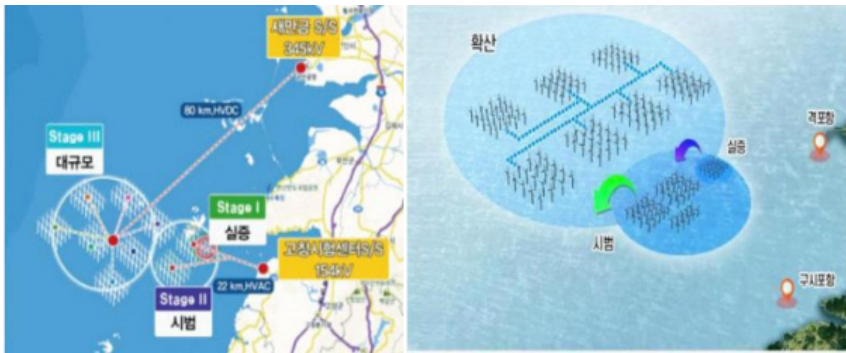 새만금 S/S
345kV
80 km,HVDC
Stage III
대규모
Stage I
실증
고창시험센터S/S
154kV
22 km,HVAC
Stage II
시범
확산
실증
시범
격포항
구시포항